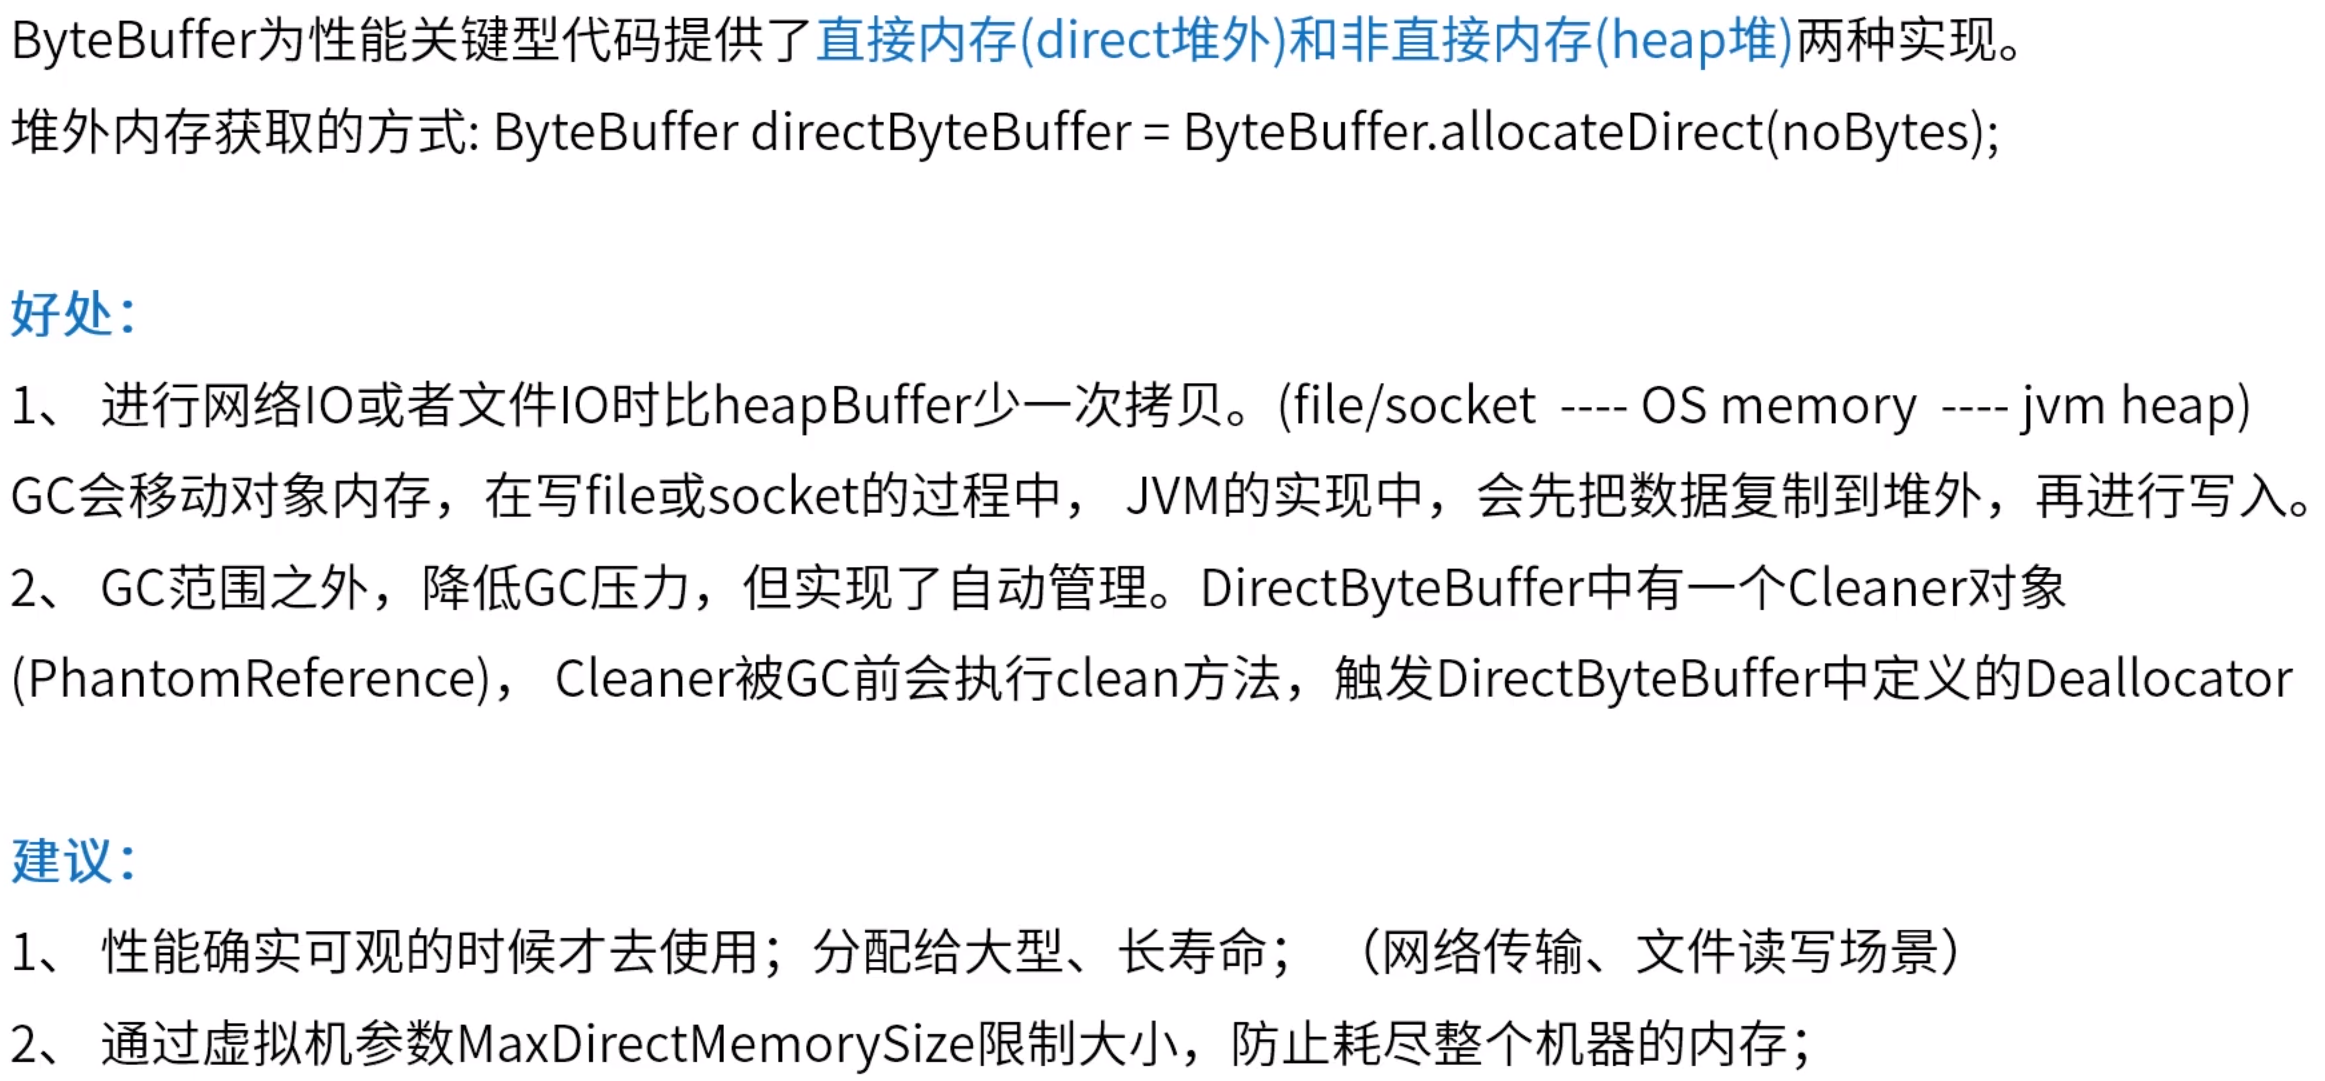 ByteBuffer为性能关键型代码提供了直接内存(direct堆外)和非直接内存(heap堆)两种实现。
堆外内存获取的方式: ByteBuffer directByteBuffer = ByteBuffer.allocateDirect(noBytes);
好处：
1、 进行网络IO或者文件IO时比heapBuffer少一次拷贝。(file/socket ---- OS memory ---- jvm heap)
GC会移动对象内存，在写file或socket的过程中， JVM的实现中，会先把数据复制到堆外，再进行写入。
2、 GC范围之外，降低GC压力，但实现了自动管理。DirectByteBuffer中有一个Cleaner对象
(PhantomReference)， Cleaner被GC前会执行clean方法，触发DirectByteBuffer中定义的Deallocator
建议：
1、 性能确实可观的时候才去使用；分配给大型、长寿命； （网络传输、文件读写场景）
2、 通过虚拟机参数MaxDirectMemorySize限制大小，防止耗尽整个机器的内存；